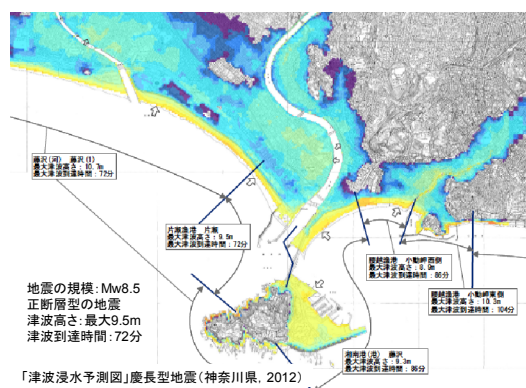 藤沢(河) 藤沢(Ⅰ)
最大津波高さ：10.7m
最大津波到達時間：72分
片瀬漁港 片瀬
最大津波高さ：9.5m
最大津波到達時間：72分
腰越漁港 小動岬西側
最大津波高さ：8.9m
最大津波到達時間：86分
腰越漁港 小動岬東側
最大津波高さ：10.3m
最大津波到達時間：104分
湘南港(港) 藤沢
最大津波高さ：9.3m
最大津波到達時間：86分
地震の規模：Mw8.5
正断層型の地震
津波高さ：最大9.5m
津波到達時間：72分
「津波浸水予測図」慶長型地震(神奈川県, 2012)